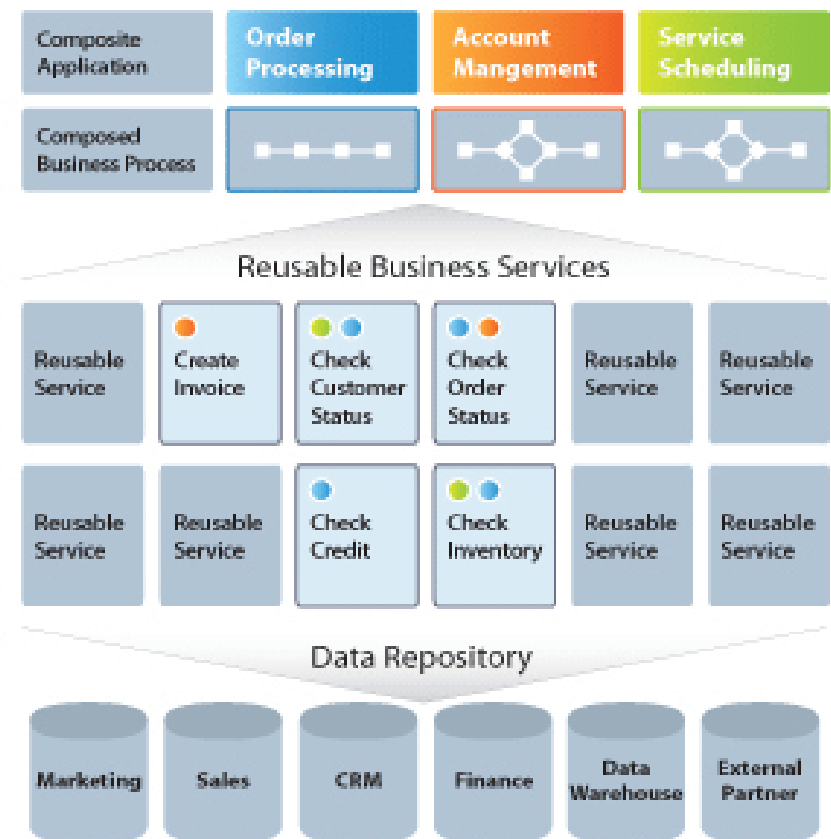 Composite
Application
Order
Processing
Account
Mangement
Service
Scheduling
Composed
Business Process
Reusable Business Services
Reusable
Service
Create
Invoice
Check
Customer
Status
Check
Order
Status
Reusable
Service
Reusable
Service
Reusable
Service
Reusable
Service
Check
Credit
Check
Inventory
Reusable
Service
Reusable
Service
Data Repository
Marketing
Sales
CRM
Finance
Data
Warehouse
External
Partner